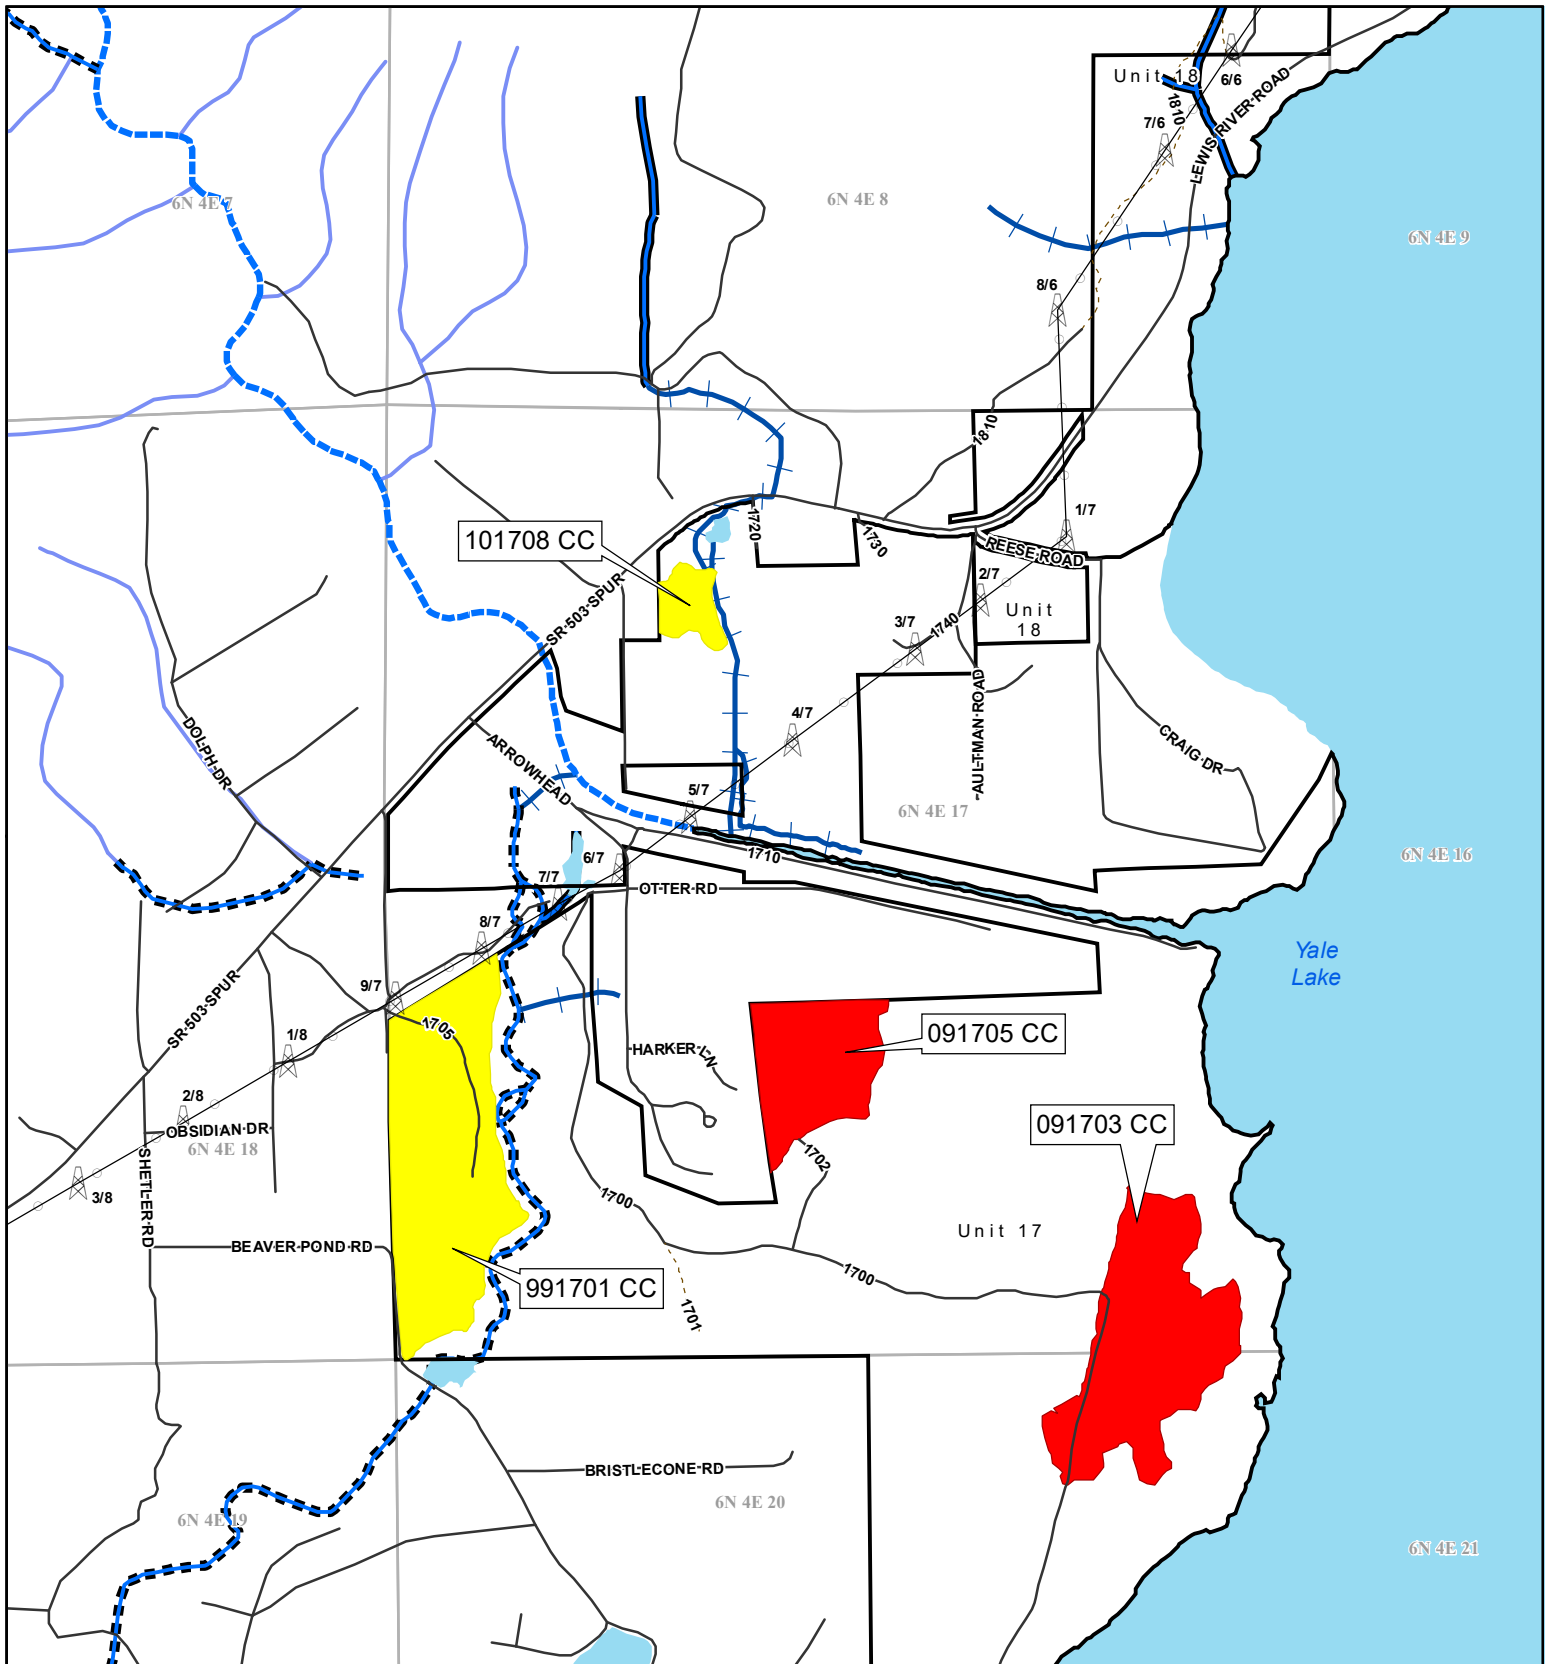 Unit 18
6/6
1810
7/6
LEWIS RIVER ROAD
6N 4E 7
6N 4E 8
6N 4E 9
8/6
1810
1720
101708 CC
1730
1/7
REESE ROAD
2/7
SR-503-SPUR
Unit
18
3/7
1740
AULTMAN ROAD
4/7
DOLPH DR
ARROWHEAD
CRAIG DR
5/7
6N 4E 17
1710
6N 4E 16
6/7
7/7
OTTER RD
8/7
Yale
Lake
9/7
SR-503-SPUR
1705
091705 CC
1/8
HARKER LN
2/8
OBSIDIAN DR
6N 4E 18
091703 CC
SHETLER RD
1702
3/8
1700
Unit 17
BEAVER POND RD
1700
991701 CC
1701
BRISTLECONE RD
6N 4E 20
6N 4E 19
6N 4E 21